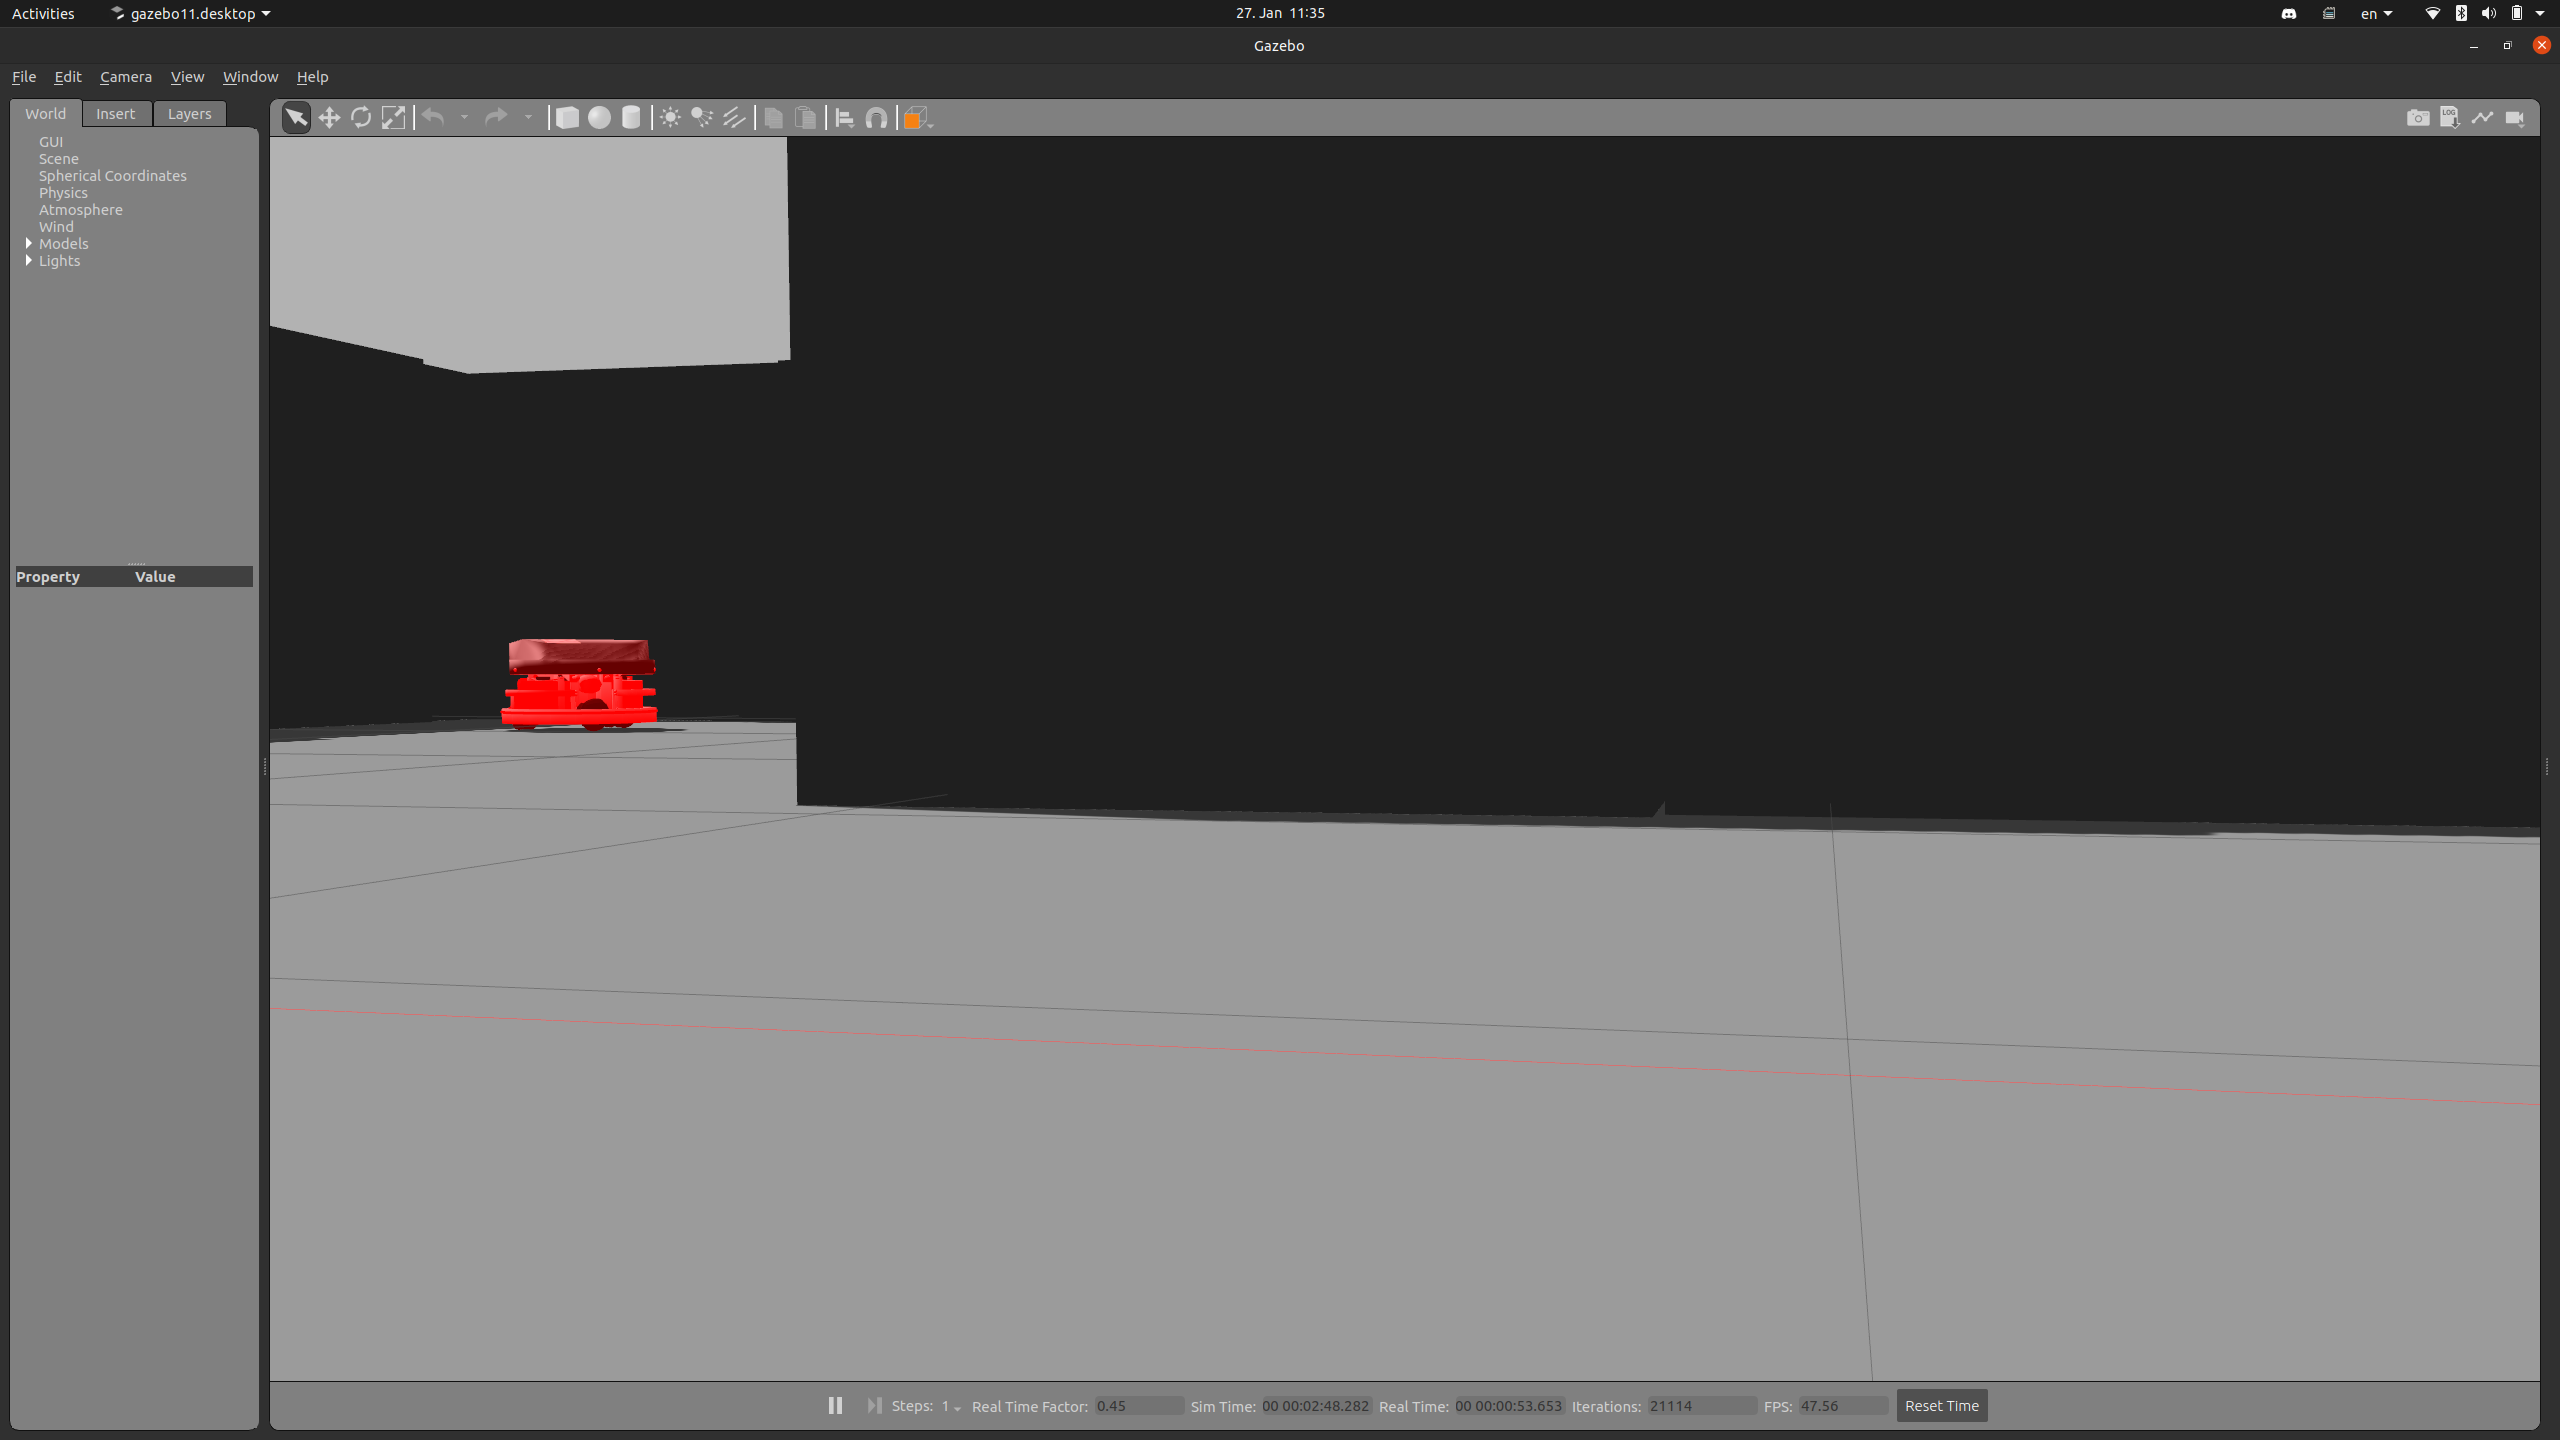 Activities gazebo11.desktop 27. Jan 11:35 en
Gazebo
File Edit Camera View Window Help
World Insert Layers
LOG
GUI
Scene
Spherical Coordinates
Physics
Atmosphere
Wind
Models
Lights
Property Value
Steps: 1 Real Time Factor: 0.45 Sim Time: 00 00:02:48.282 Real Time: 00 00:00:53.653 Iterations: 21114 FPS: 47.56 Reset Time